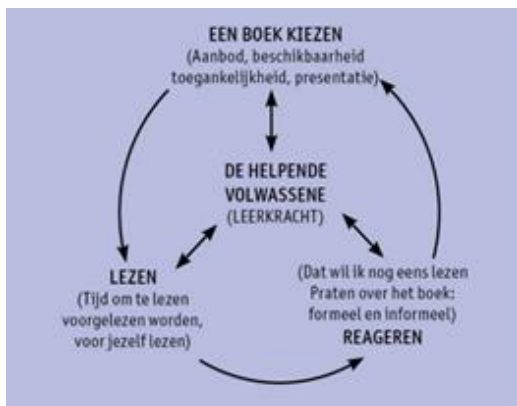 EEN BOEK KIEZEN
(Aanbod, beschikbaarheid
toegankelijkheid, presentatie)
DE HELPENDE
VOLWASSENE
(LEERKRACHT)
LEZEN
(Tijd om te lezen
voorgelezen worden,
voor jezelf lezen)
(Dat wil ik nog eens lezen
Praten over het boek:
formeel en informeel)
REAGEREN